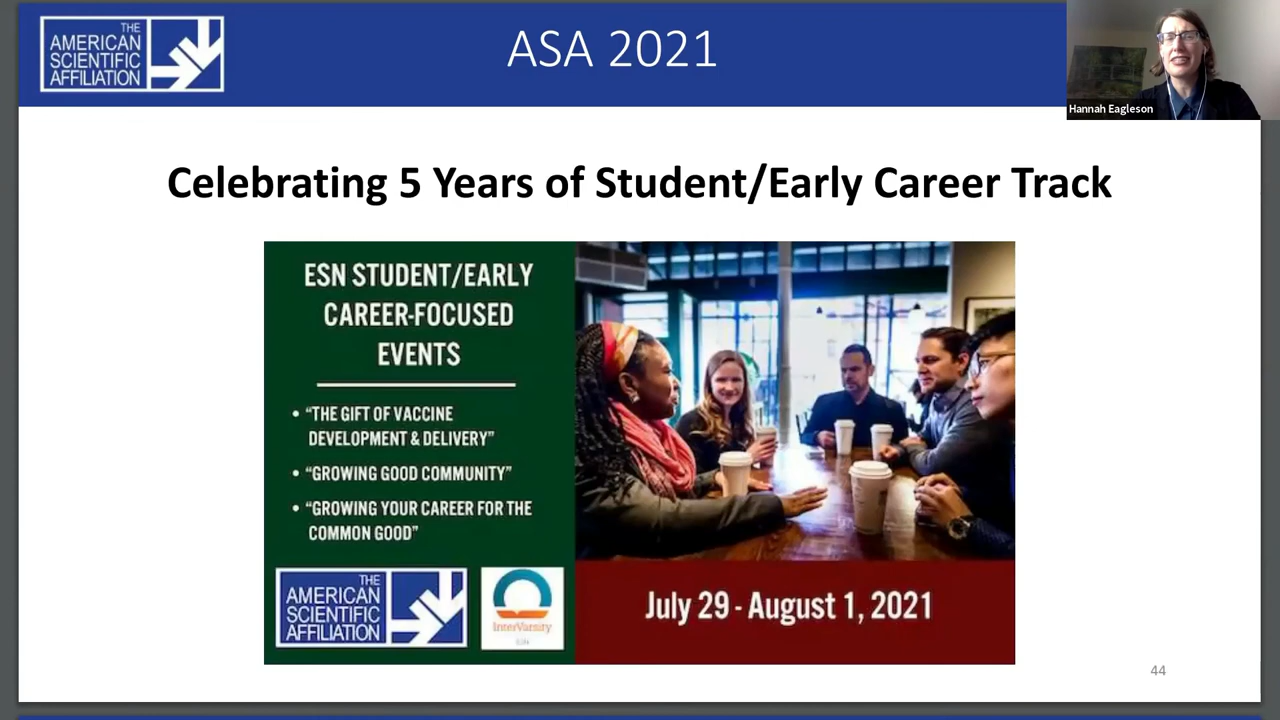 THE
AMERICAN
SCIENTIFIC
AFFILIATION
ASA 2021
Hannah Eagleson
Celebrating 5 Years of Student/Early Career Track
ESN STUDENT/EARLY
CAREER-FOCUSED
EVENTS
• “THE GIFT OF VACCINE
DEVELOPMENT & DELIVERY”
• “GROWING GOOD COMMUNITY”
• “GROWING YOUR CAREER FOR THE
COMMON GOOD”
THE
AMERICAN
SCIENTIFIC
AFFILIATION
InterVarsity
July 29 - August 1, 2021
44